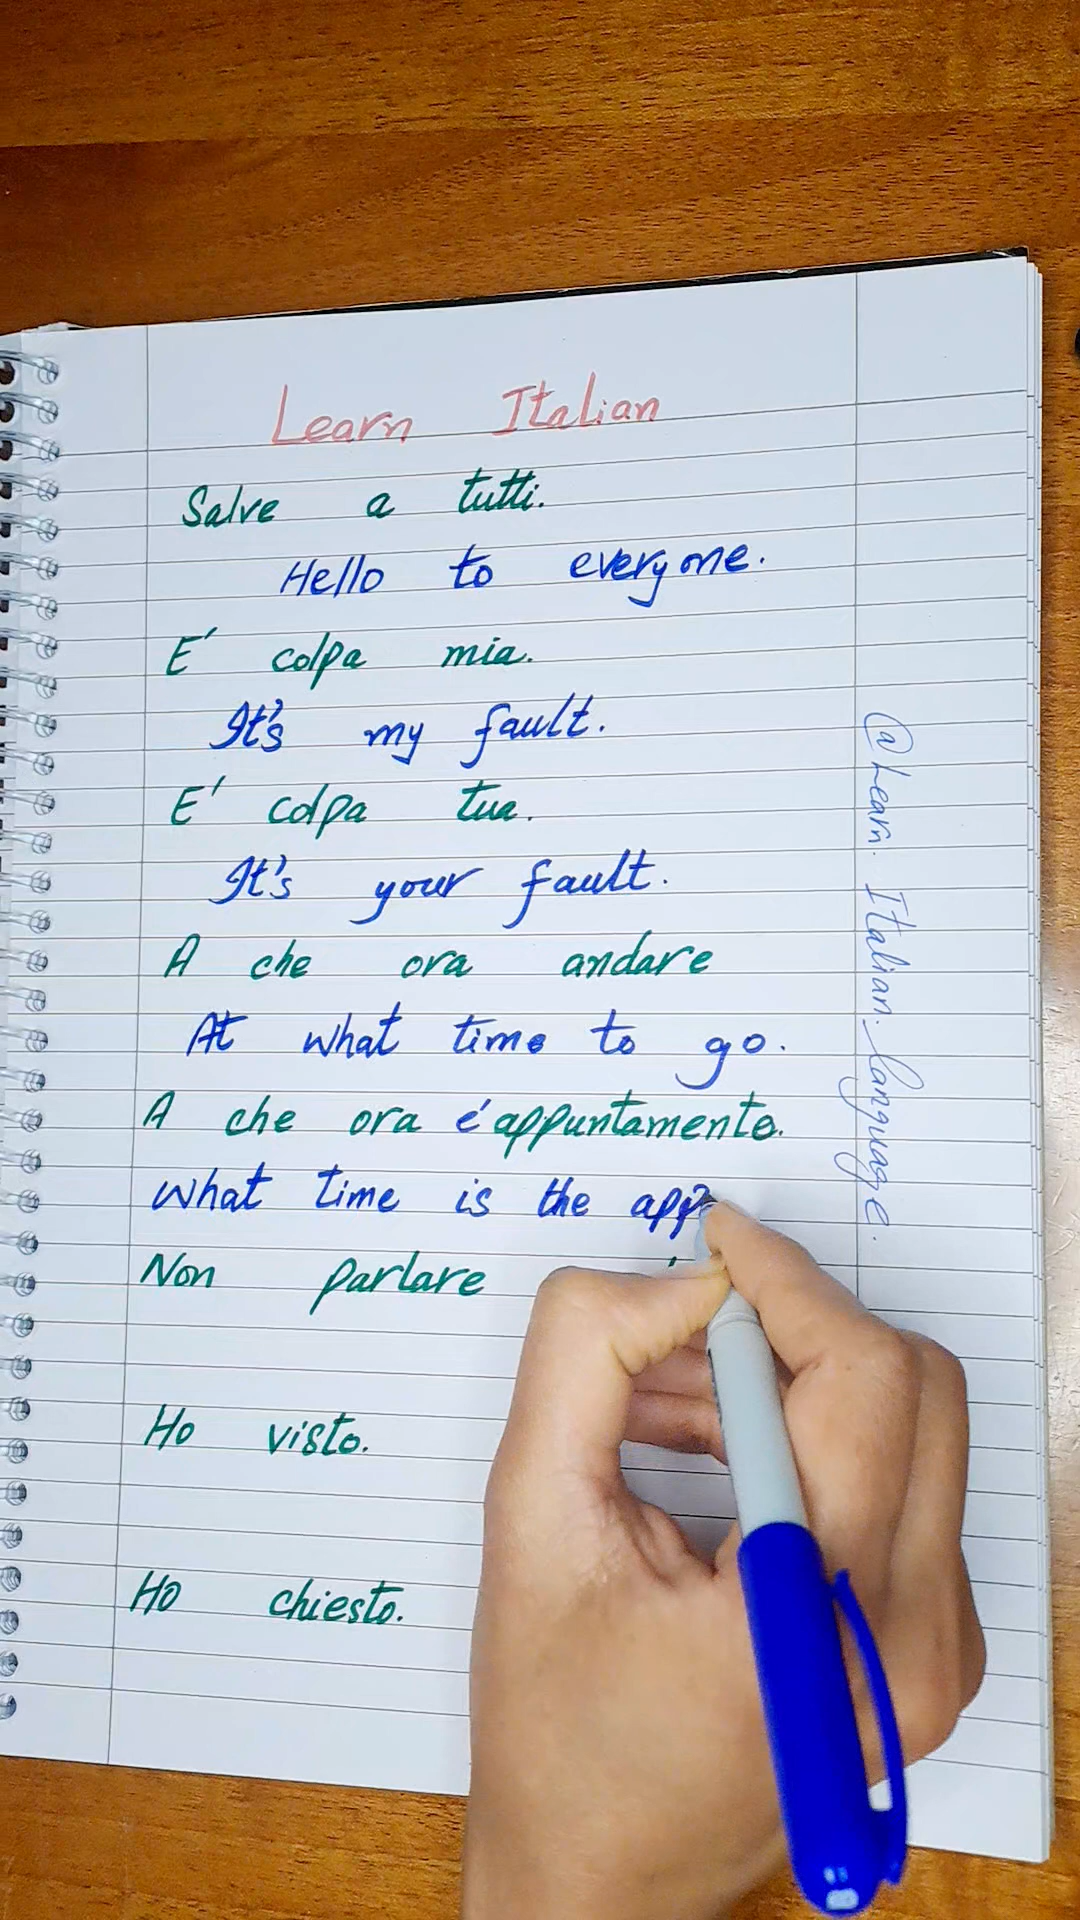 Learn Italian
Salve a tutti.
Hello to everyone.
E' colpa mia.
It's my fault.
E' colpa tua.
It's your fault.
A che ora andare
At what time to go.
A che ora é appuntamento.
What time is the app
Non parlare
Ho visto.
Ho chiesto.
@Learn. Italian_language.